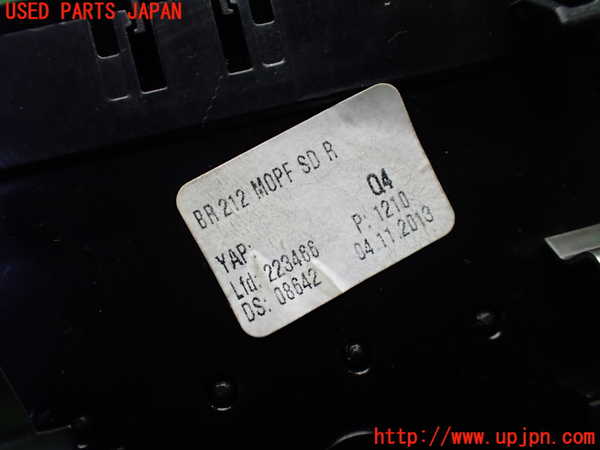 USED PARTS JAPAN
BR 212 MOPF SD R
Q4
YAP:
P: 1210
Lfd: 223466
04.11.2013
DS: 08642
http://www.upjpn.com/